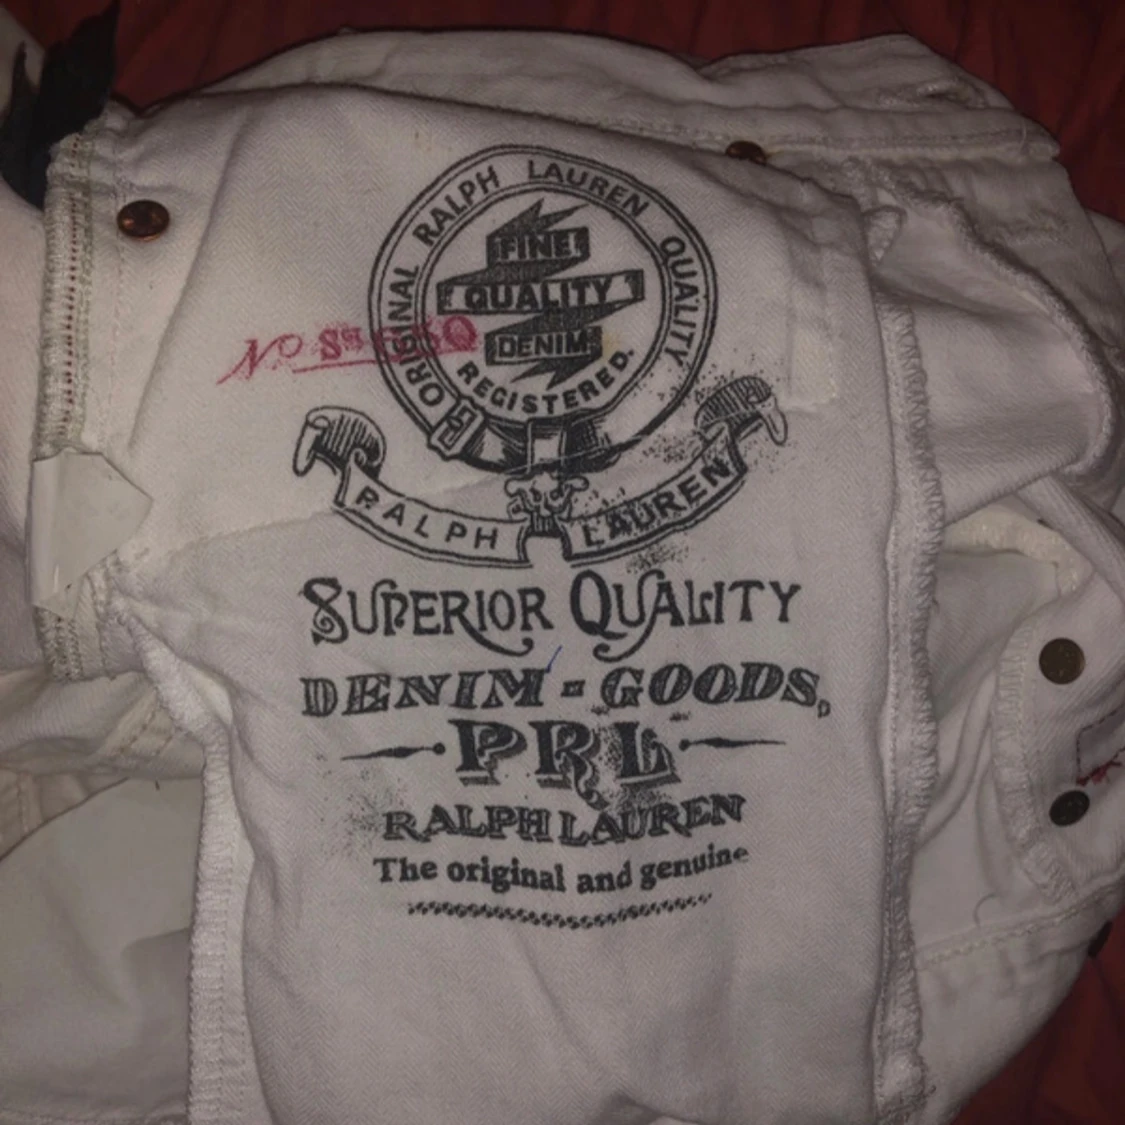 ORIGINAL RALPH LAUREN QUALITY
FINE
QUALITY
DENIM
REGISTERED.
Nº
RALPH LAUREN
SUPERIOR QUALITY
DENIM - GOODS,
PRL
RALPH LAUREN
The original and genuine